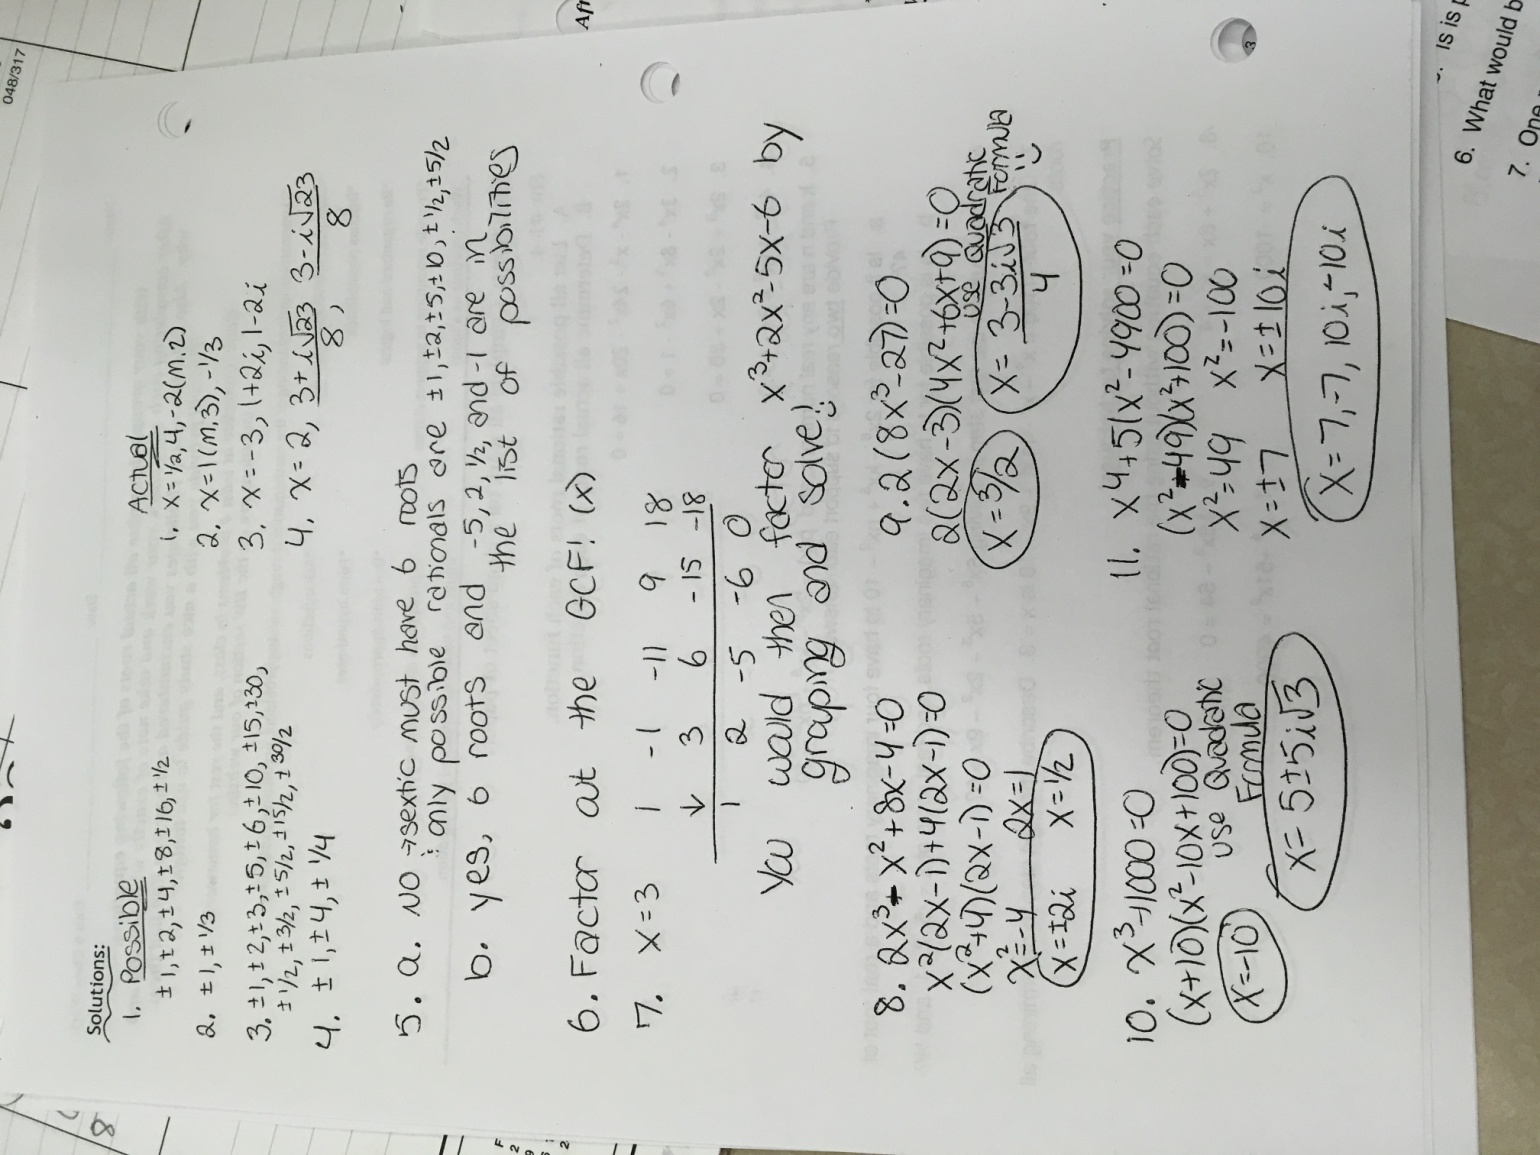 Solutions:
1. Possible
±1, ±2, ±4, ±8, ±16, ±1/2
2. ±1, ±1/3
3. ±1, ±2, ±3, ±5, ±6, ±10, ±15, ±30,
±1/2, ±3/2, ±5/2, ±15/2, ±30/2
4. ±1, ±4, ±1/4
Actual
1. x=1/2, 4, -2(m.2)
2. x=1(m.3), -1/3
3. x=-3, 1+2i, 1-2i
4. x=2, 3+i√23/8, 3-i√23/8
5. a. NO → sextic must have 6 roots
: only possible rationals are ±1, ±2, ±5, ±10, ±1/2, ±5/2
b. yes, 6 roots and -5, 2, 1/2, and -1 are in
the list of possibilities
6. Factor out the GCF! (x)
7. x=3 1 -1 -11 9 18
↓ 3 6 -15 -18
1 2 -5 -6 0
You would then factor x³+2x²-5x-6 by
grouping and solve! :)
8. 2x³-x²+8x-4=0
x²(2x-1)+4(2x-1)=0
(x²+4)(2x-1)=0
x²=-4 2x=1
x=±2i x=1/2
9. 2(8x³-27)=0
2(2x-3)(4x²+6x+9)=0
use Quadratic
Formula
:)
x=3/2
x=3-3i√3/4
10. x³+1000=0
(x+10)(x²-10x+100)=0
use Quadratic
Formula
x=-10
x=5±5i√3
11. x⁴+51x²-4900=0
(x²-49)(x²+100)=0
x²=49 x²=-100
x=±7 x=±10i
x=7,-7, 10i,-10i
3
048/317
6. What would b
7. One